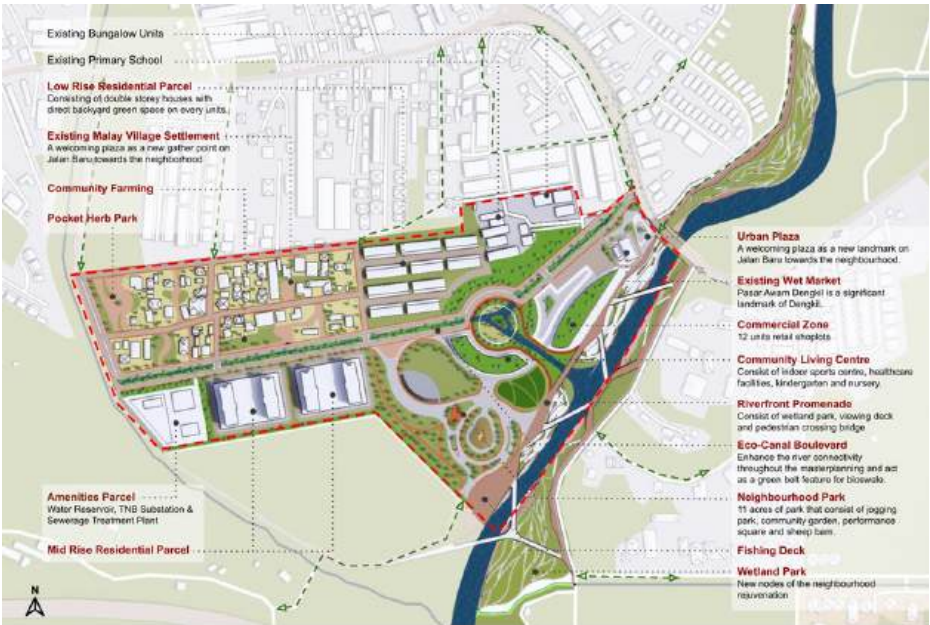 Existing Bungalow Units
Existing Primary School
Low Rise Residential Parcel
Consisting of double storey houses with
direct backyard green space on every units.
Existing Malay Village Settlement
A welcoming plaza as a new gather point on
Jalan Baru towards the neighborhood
Community Farming
Pocket Herb Park
Amenities Parcel
Water Reservoir, TNB Substation &
Sewerage Treatment Plant
Mid Rise Residential Parcel
N
Urban Plaza
A welcoming plaza as a new landmark on
Jalan Baru towards the neighbourhood.
Existing Wet Market
Pasar Awam Dengkil is a significant
landmark of Dengkil.
Commercial Zone
12 units retail shoplots
Community Living Centre
Consist of indoor sports centre, healthcare
facilities, kindergarten and nursery.
Riverfront Promenade
Consist of wetland park, viewing deck
and pedestrian crossing bridge
Eco-Canal Boulevard
Enhance the river connectivity
throughout the masterplanning and act
as a green belt feature for bioswale.
Neighbourhood Park
11 acres of park that consist of jogging
park, community garden, performance
square and sheep barn.
Fishing Deck
Wetland Park
New nodes of the neighbourhood
rejuvenation